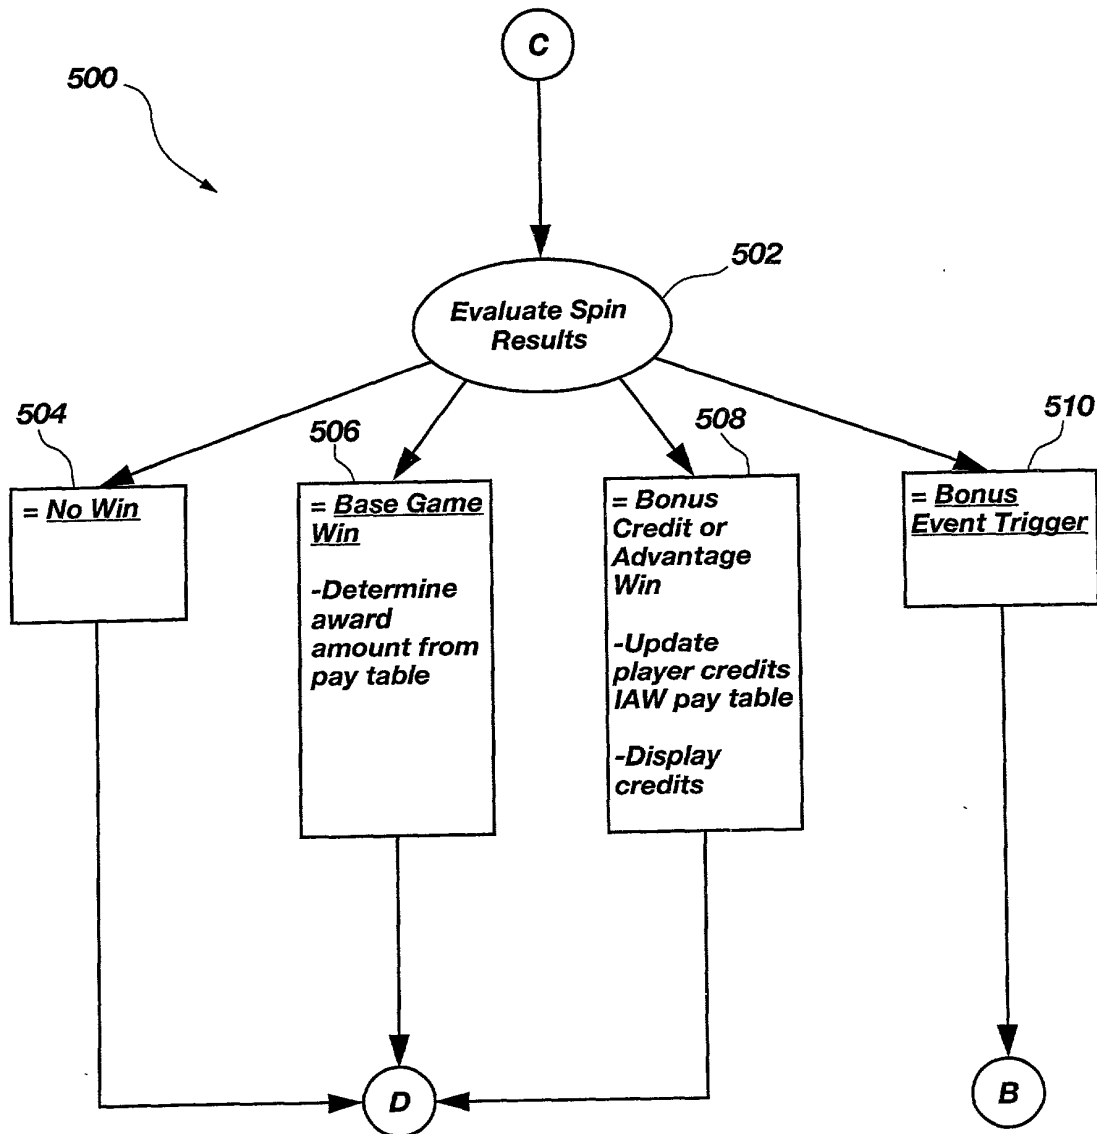 C
500
502
Evaluate Spin
Results
504
= No Win
506
= Base Game
Win
-Determine
award
amount from
pay table
508
= Bonus
Credit or
Advantage
Win
-Update
player credits
IAW pay table
-Display
credits
510
= Bonus
Event Trigger
D
B